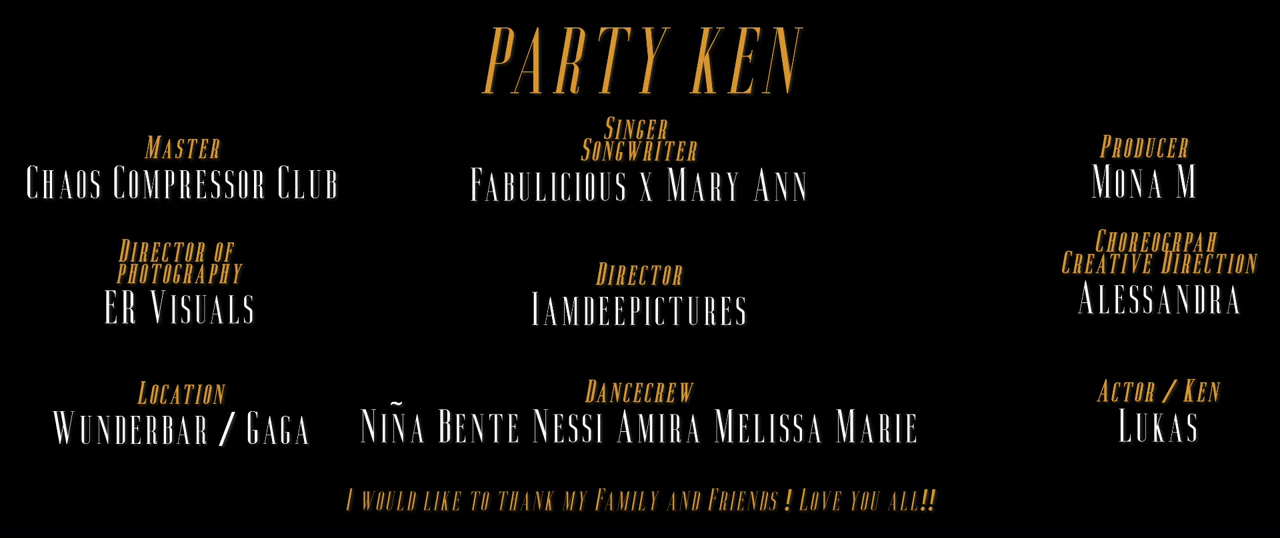 PARTY KEN
MASTER
CHAOS COMPRESSOR CLUB
SINGER
SONGWRITER
FABULICIOUS X MARY ANN
PRODUCER
MONA M
DIRECTOR OF
PHOTOGRAPHY
ER VISUALS
DIRECTOR
IAMDEEPICTURES
CHOREOGRPAH
CREATIVE DIRECTION
ALESSANDRA
LOCATION
WUNDERBAR / GAGA
DANCECREW
NIÑA BENTE NESSI AMIRA MELISSA MARIE
ACTOR / KEN
LUKAS
I WOULD LIKE TO THANK MY FAMILY AND FRIENDS ! LOVE YOU ALL!!